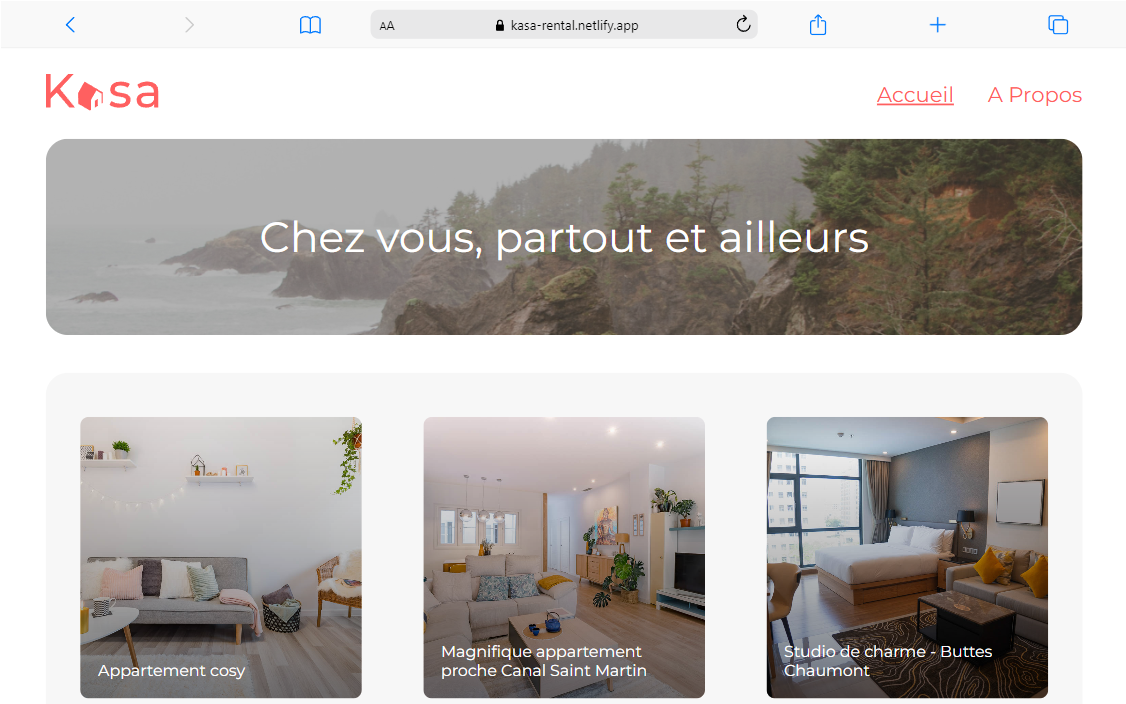 AA
kasa-rental.netlify.app
Kasa
Accueil
A Propos
Chez vous, partout et ailleurs
Appartement cosy
Magnifique appartement
proche Canal Saint Martin
Studio de charme - Buttes
Chaumont